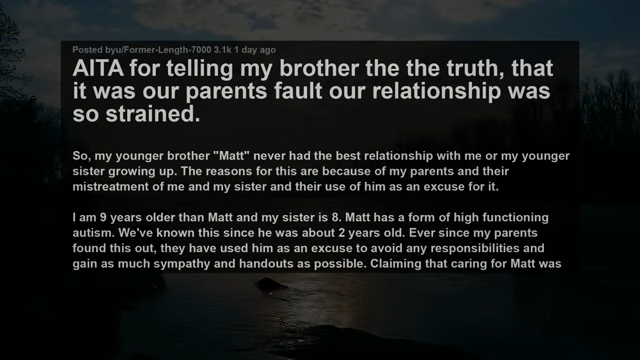 Posted byu/Former-Length-7000 3.1k 1 day ago
AITA for telling my brother the the truth, that
it was our parents fault our relationship was
so strained.
So, my younger brother "Matt" never had the best relationship with me or my younger
sister growing up. The reasons for this are because of my parents and their
mistreatment of me and my sister and their use of him as an excuse for it.
I am 9 years older than Matt and my sister is 8. Matt has a form of high functioning
autism. We've known this since he was about 2 years old. Ever since my parents
found this out, they have used him as an excuse to avoid any responsibilities and
gain as much sympathy and handouts as possible. Claiming that caring for Matt was